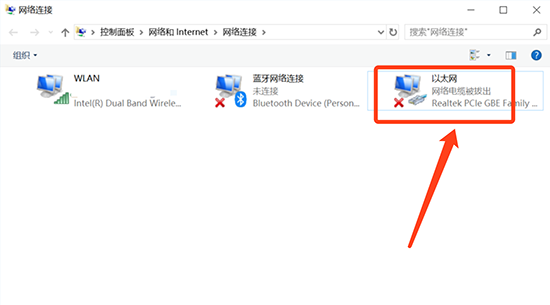 网络连接
控制面板 › 网络和 Internet › 网络连接 ›
搜索"网络连接"
组织
WLAN
Intel(R) Dual Band Wirele...
蓝牙网络连接
未连接
Bluetooth Device (Person...
以太网
网络电缆被拔出
Realtek PCIe GBE Family ...